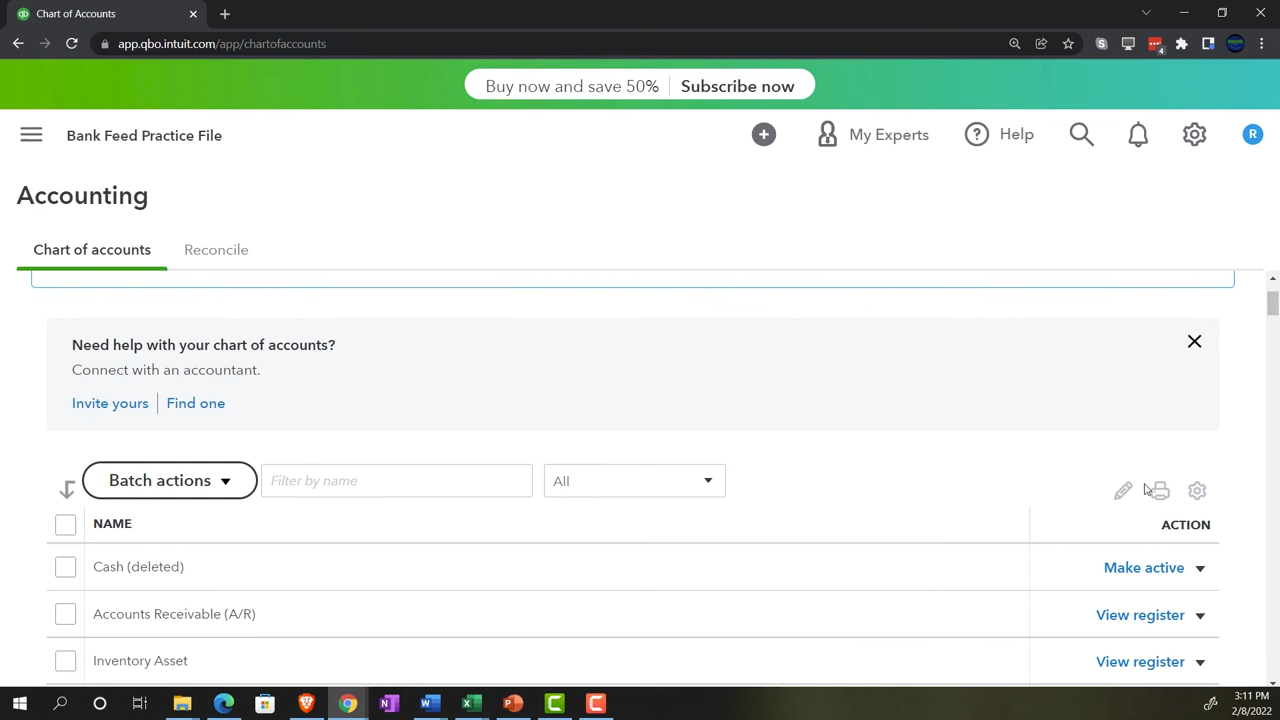 qb Chart of Accounts
app.qbo.intuit.com/app/chartofaccounts
4
Buy now and save 50% Subscribe now
Bank Feed Practice File
My Experts
Help
R
Accounting
Chart of accounts
Reconcile
Need help with your chart of accounts?
Connect with an accountant.
Invite yours
Find one
Batch actions
Filter by name
All
NAME
ACTION
Cash (deleted)
Make active
Accounts Receivable (A/R)
View register
Inventory Asset
View register
3:11 PM
2/8/2022